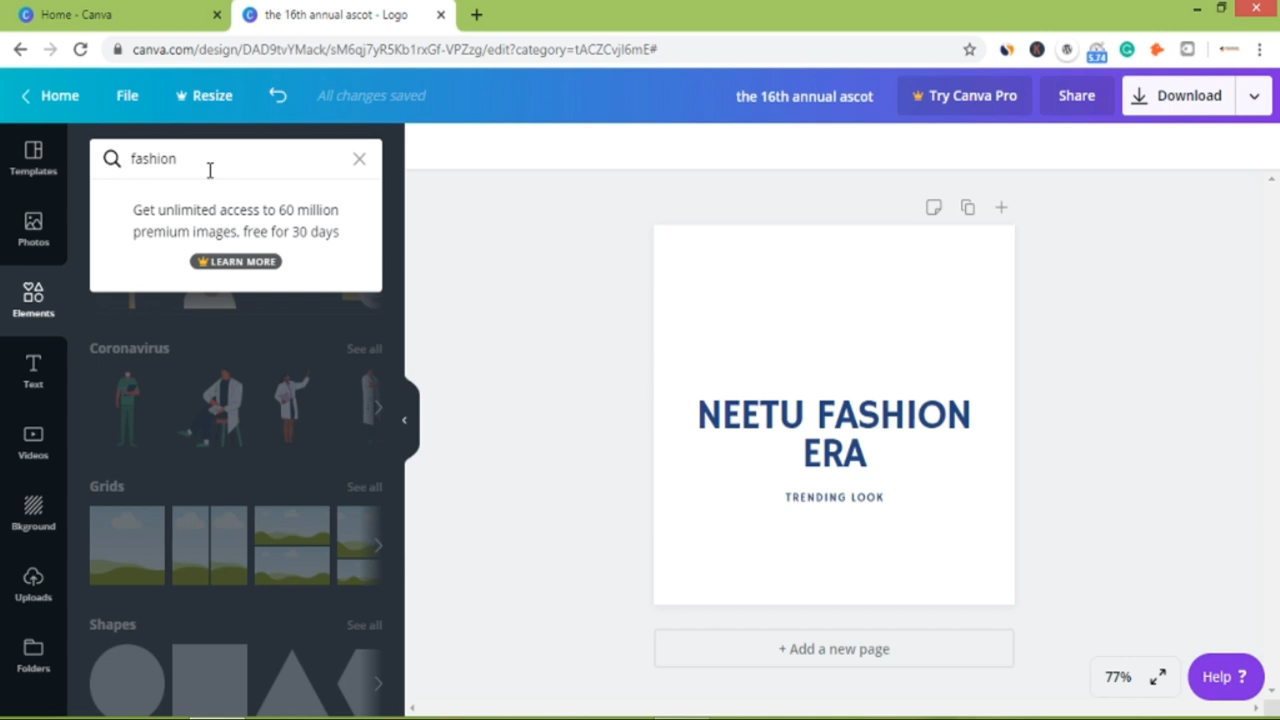 Home - Canva
the 16th annual ascot - Logo
canva.com/design/DAD9tvYMack/sM6qj7yR5Kb1rxGf-VPZzg/edit?category=tACZCvjI6mE#
5.74
Home
File
Resize
All changes saved
the 16th annual ascot
Try Canva Pro
Share
Download
Templates
Photos
Elements
Text
Videos
Bkground
Uploads
Folders
fashion
Get unlimited access to 60 million
premium images, free for 30 days
LEARN MORE
Coronavirus
See all
Grids
See all
Shapes
See all
NEETU FASHION
ERA
TRENDING LOOK
+ Add a new page
77%
Help ?